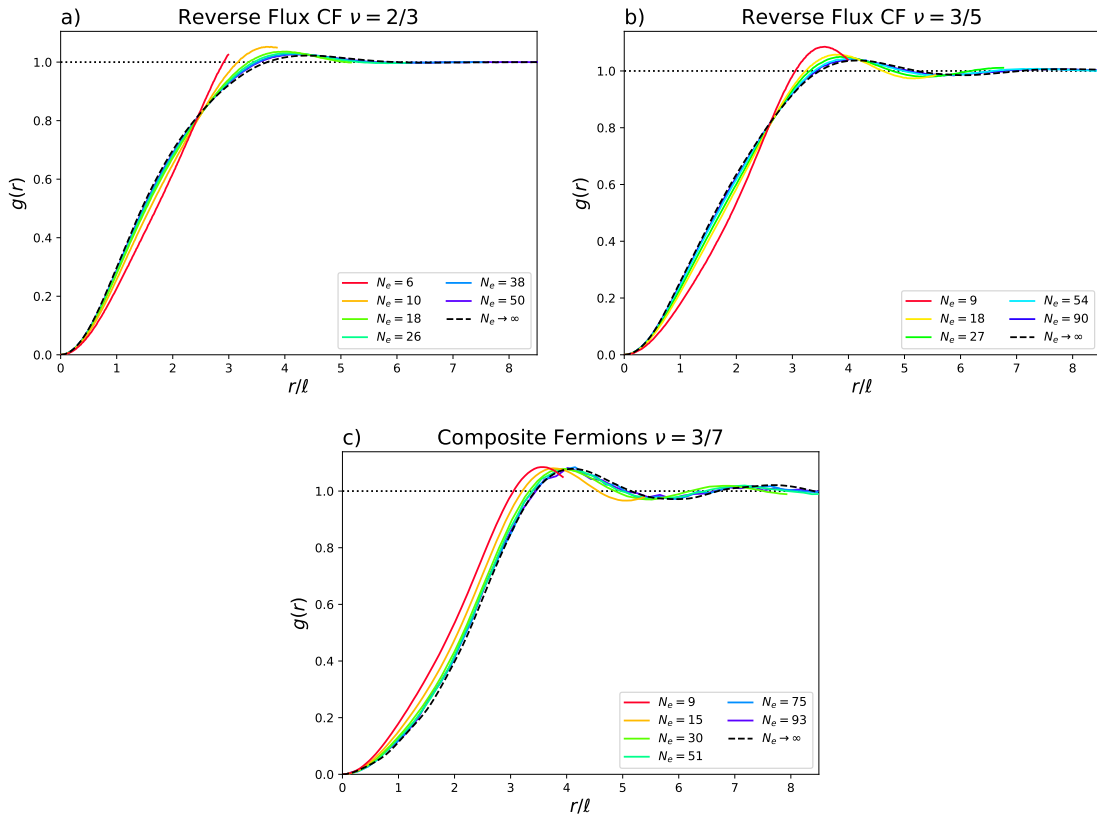 a) Reverse Flux CF ν = 2/3
1.0
0.8
0.6
0.4
0.2
0.0
g(r)
0 1 2 3 4 5 6 7 8
r/ℓ
N_e = 6
N_e = 10
N_e = 18
N_e = 26
N_e = 38
N_e = 50
N_e → ∞
b) Reverse Flux CF ν = 3/5
1.0
0.8
0.6
0.4
0.2
0.0
g(r)
0 1 2 3 4 5 6 7 8
r/ℓ
N_e = 9
N_e = 18
N_e = 27
N_e = 54
N_e = 90
N_e → ∞
c) Composite Fermions ν = 3/7
1.0
0.8
0.6
0.4
0.2
0.0
g(r)
0 1 2 3 4 5 6 7 8
r/ℓ
N_e = 9
N_e = 15
N_e = 30
N_e = 51
N_e = 75
N_e = 93
N_e → ∞